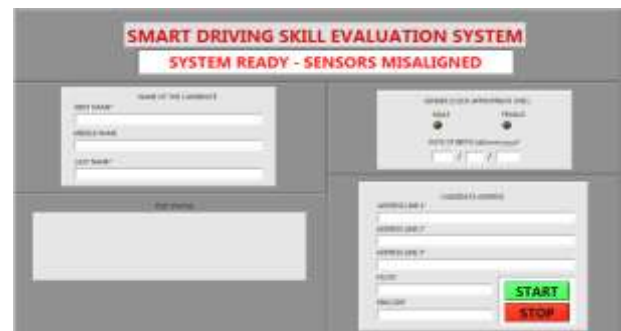 SMART DRIVING SKILL EVALUATION SYSTEM
SYSTEM READY - SENSORS MISALIGNED
NAME OF THE CANDIDATE
FIRST NAME*
MIDDLE NAME
LAST NAME*
MALE
FEMALE
DATE OF BIRTH
/ /
CANDIDATE ADDRESS
ADDRESS LINE 1*
ADDRESS LINE 2*
ADDRESS LINE 3*
START
STOP